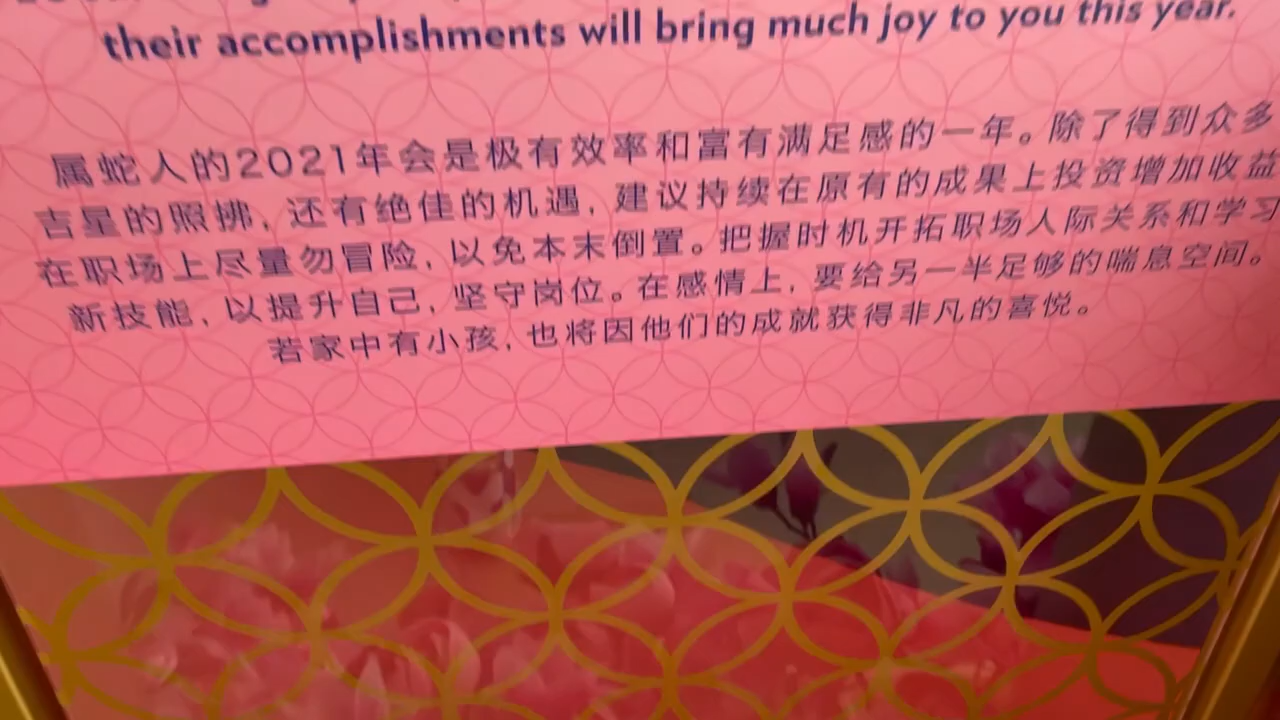 their accomplishments will bring much joy to you this year.
属蛇人的2021年会是极有效率和富有满足感的一年。除了得到众多
吉星的照拂，还有绝佳的机遇，建议持续在原有的成果上投资增加收益
在职场上尽量勿冒险，以免本末倒置。把握时机开拓职场人际关系和学习
新技能，以提升自己，坚守岗位。在感情上，要给另一半足够的喘息空间。
若家中有小孩，也将因他们的成就获得非凡的喜悦。